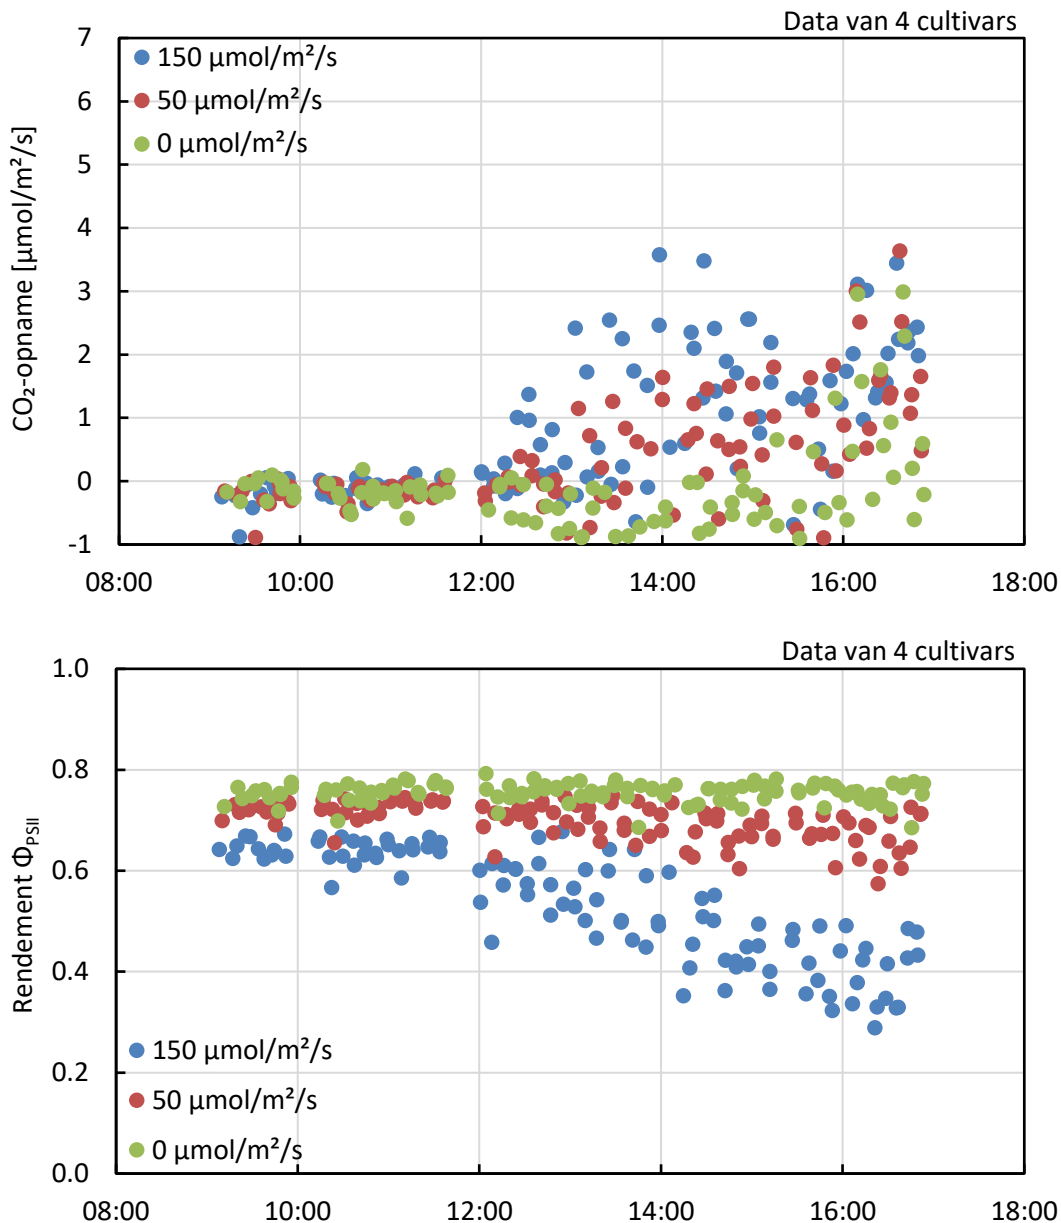 Data van 4 cultivars
7
6
5
4
3
2
1
0
-1
CO₂-opname [µmol/m²/s]
150 µmol/m²/s
50 µmol/m²/s
0 µmol/m²/s
08:00 10:00 12:00 14:00 16:00 18:00
Data van 4 cultivars
1.0
0.8
0.6
0.4
0.2
0.0
Rendement Φ_PSII
150 µmol/m²/s
50 µmol/m²/s
0 µmol/m²/s
08:00 10:00 12:00 14:00 16:00 18:00